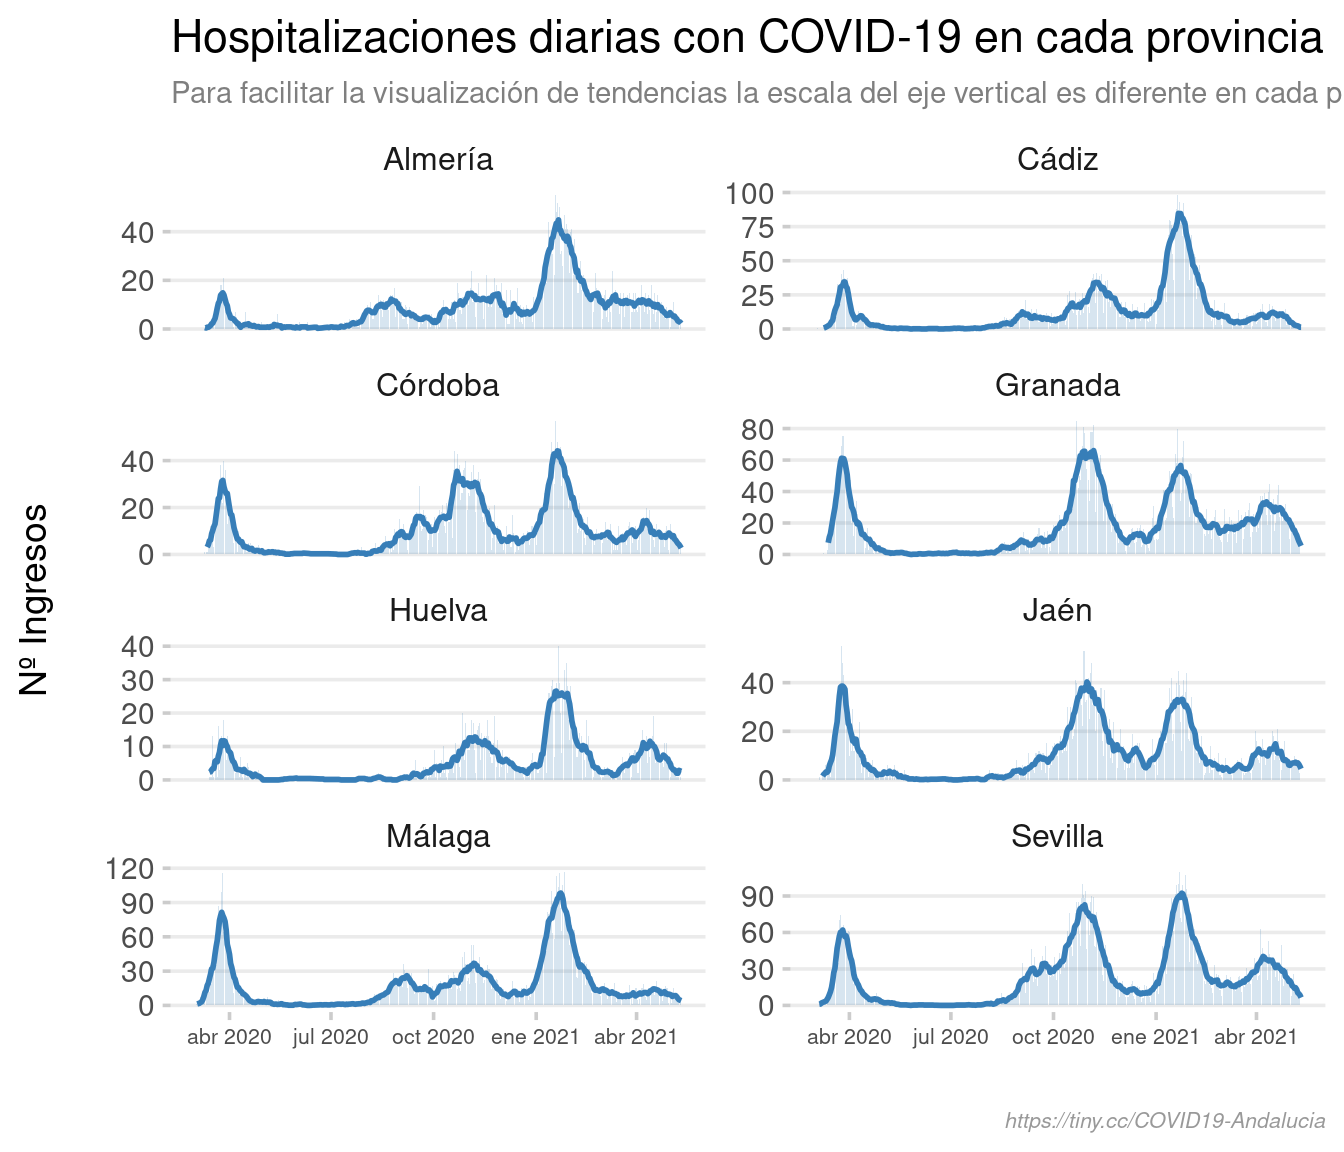 Hospitalizaciones diarias con COVID-19 en cada provincia
Para facilitar la visualización de tendencias la escala del eje vertical es diferente en cada p
Nº Ingresos
Almería
40
20
0
Cádiz
100
75
50
25
0
Córdoba
40
20
0
Granada
80
60
40
20
0
Huelva
40
30
20
10
0
Jaén
40
20
0
Málaga
120
90
60
30
0
abr 2020 jul 2020 oct 2020 ene 2021 abr 2021
Sevilla
90
60
30
0
abr 2020 jul 2020 oct 2020 ene 2021 abr 2021
https://tiny.cc/COVID19-Andalucia